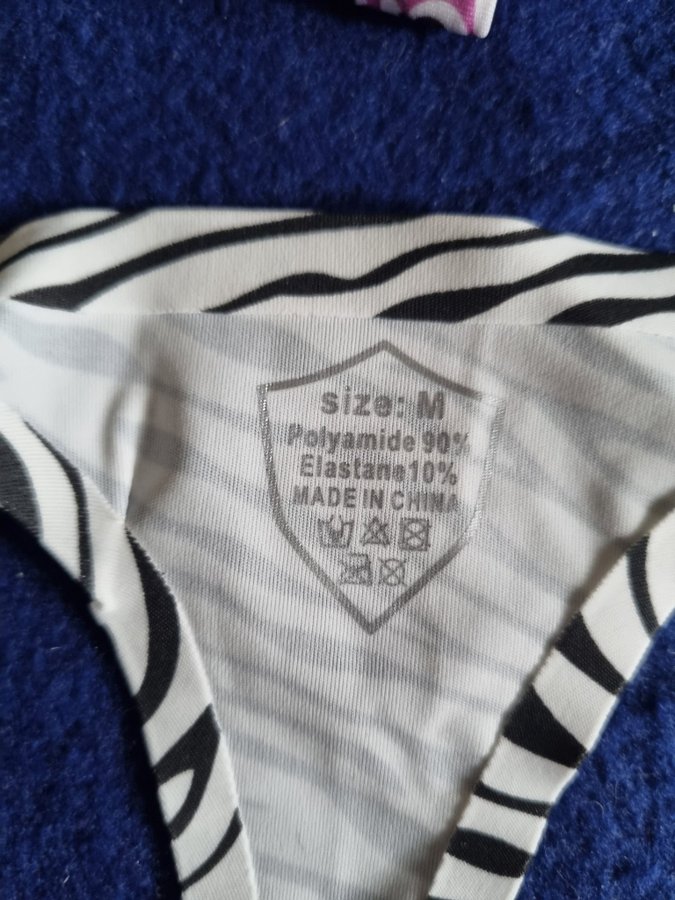 size: M
Polyamide 90%
Elastane10%
MADE IN CHINA